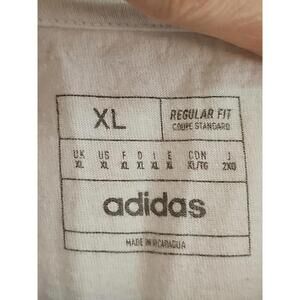 XL
REGULAR FIT
COUPE STANDARD
UK US F D I E CDN J
XL XL XL XL XL XL XL/TG 2XO
adidas
MADE IN NICARAGUA